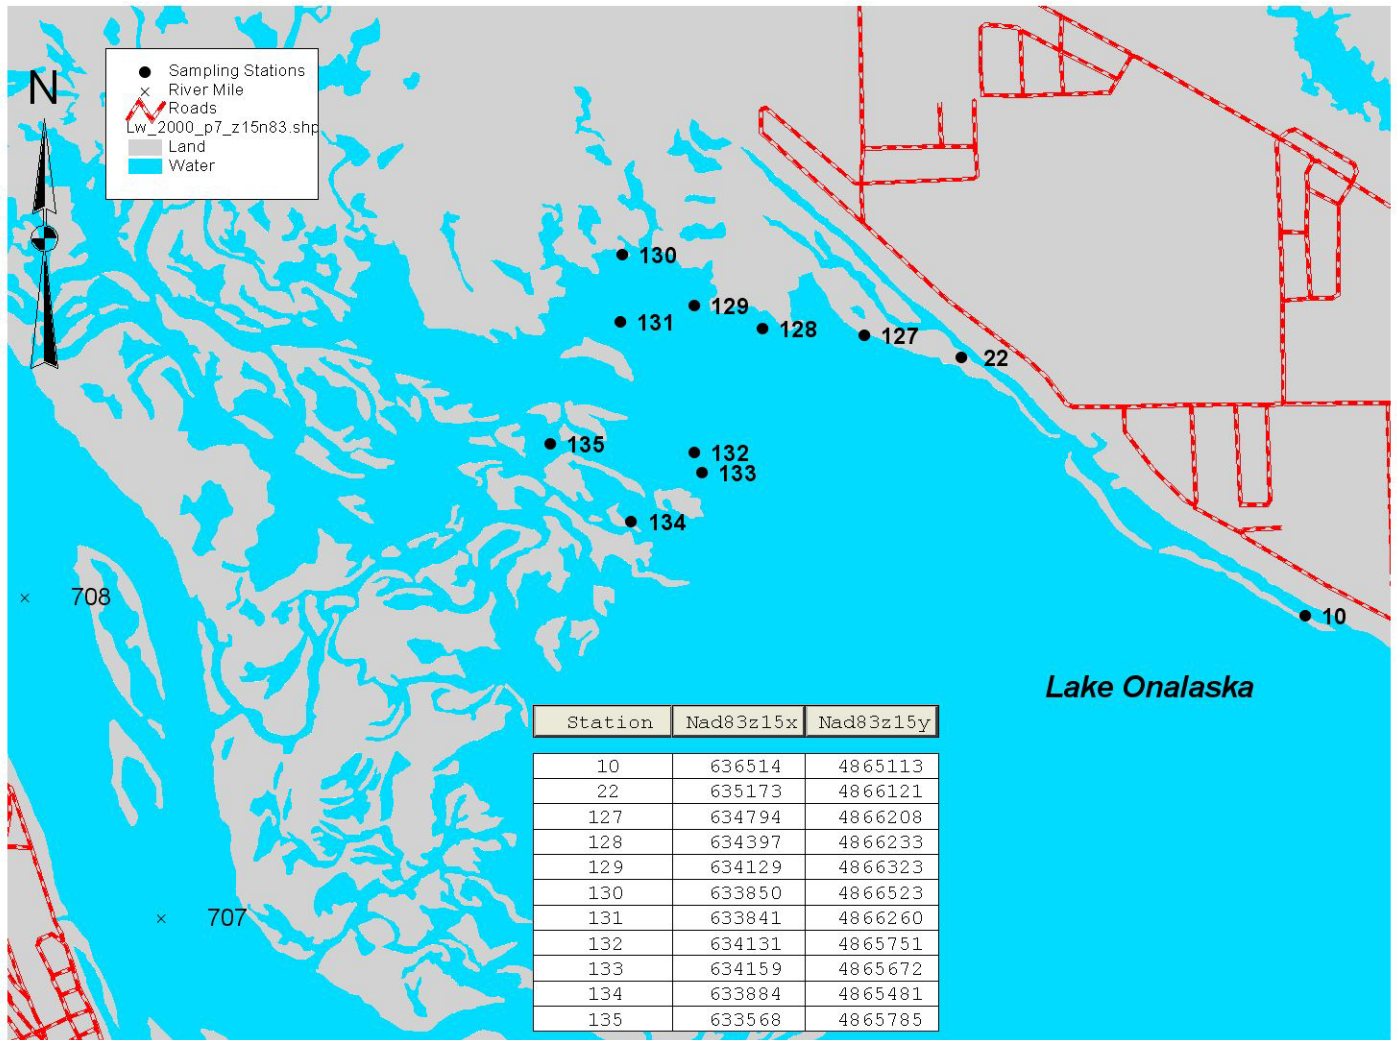 N
Sampling Stations
River Mile
Roads
Lw_2000_p7_z15n83.shp
Land
Water
130
129
131
128
127
22
135
132
133
134
708
10
Lake Onalaska
707
Station Nad83z15x Nad83z15y
10 636514 4865113
22 635173 4866121
127 634794 4866208
128 634397 4866233
129 634129 4866323
130 633850 4866523
131 633841 4866260
132 634131 4865751
133 634159 4865672
134 633884 4865481
135 633568 4865785